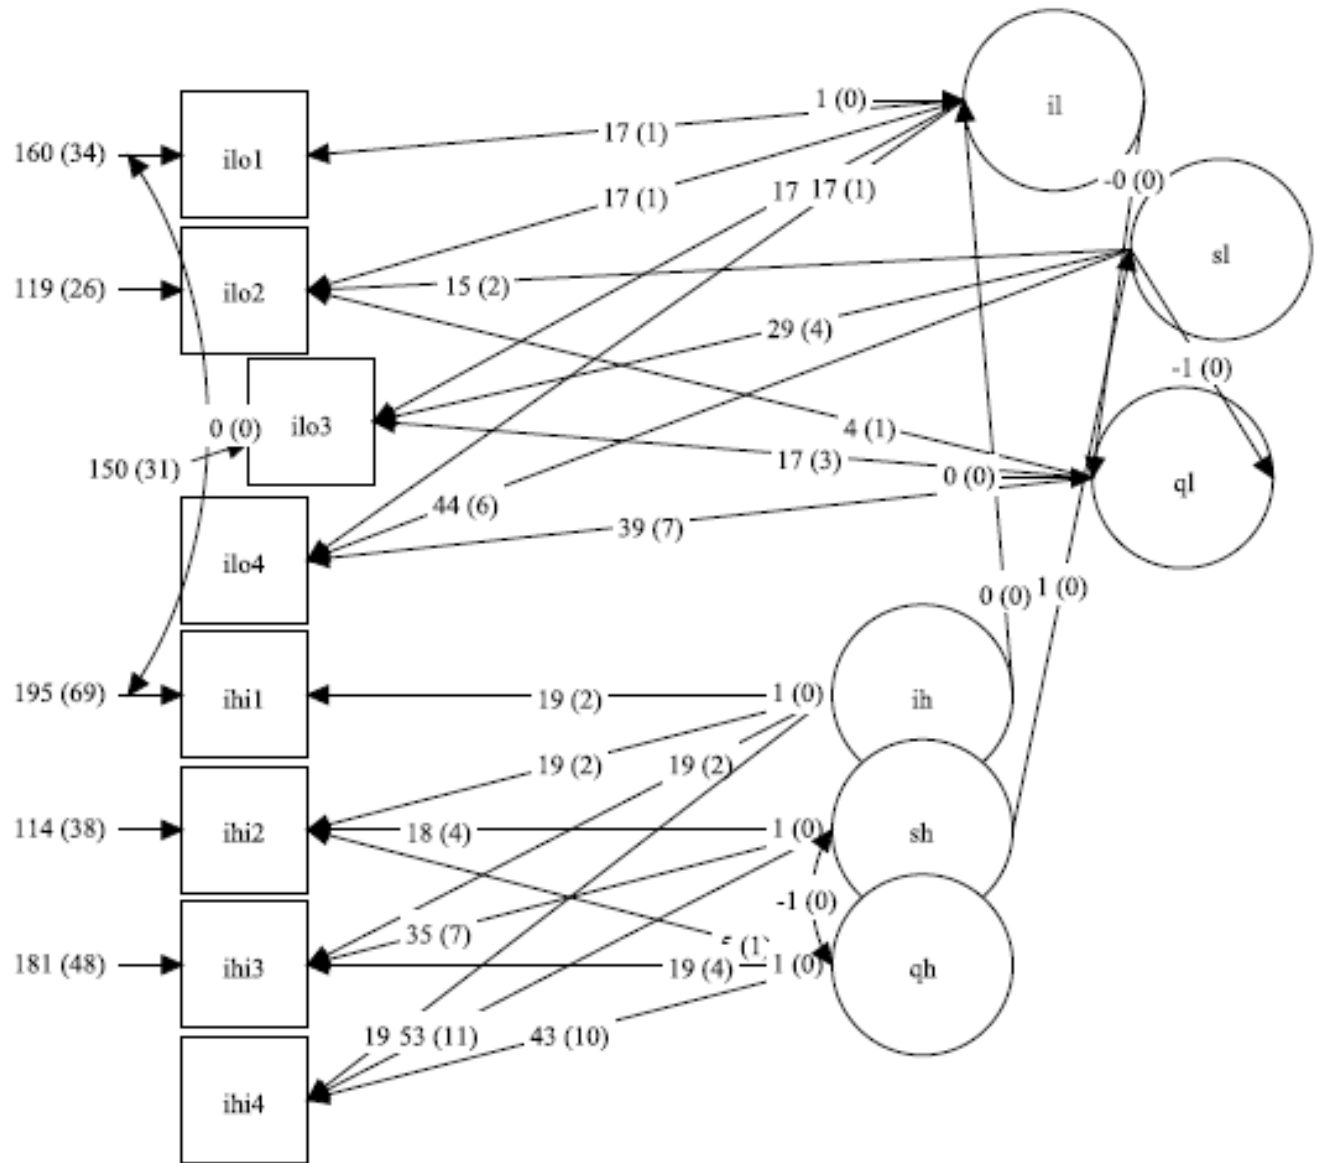 il
1 (0)
17 (1)
160 (34)
ilo1
-0 (0)
17
17 (1)
17 (1)
sl
119 (26)
ilo2
15 (2)
29 (4)
-1 (0)
0 (0)
ilo3
4 (1)
150 (31)
17 (3)
0 (0)
ql
44 (6)
39 (7)
ilo4
0 (0)
1 (0)
195 (69)
ihi1
19 (2)
1 (0)
ih
19 (2)
19 (2)
114 (38)
ihi2
18 (4)
1 (0)
sh
-1 (0)
35 (7)
(1)
181 (48)
ihi3
19 (4)
1 (0)
qh
19
53 (11)
43 (10)
ihi4